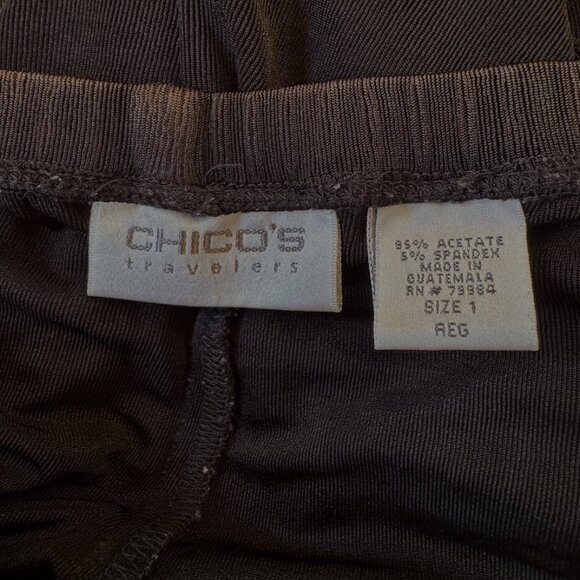 CHICO'S
travelers
95% ACETATE
5% SPANDEX
MADE IN
GUATEMALA
RN# 79984
SIZE 1
REG